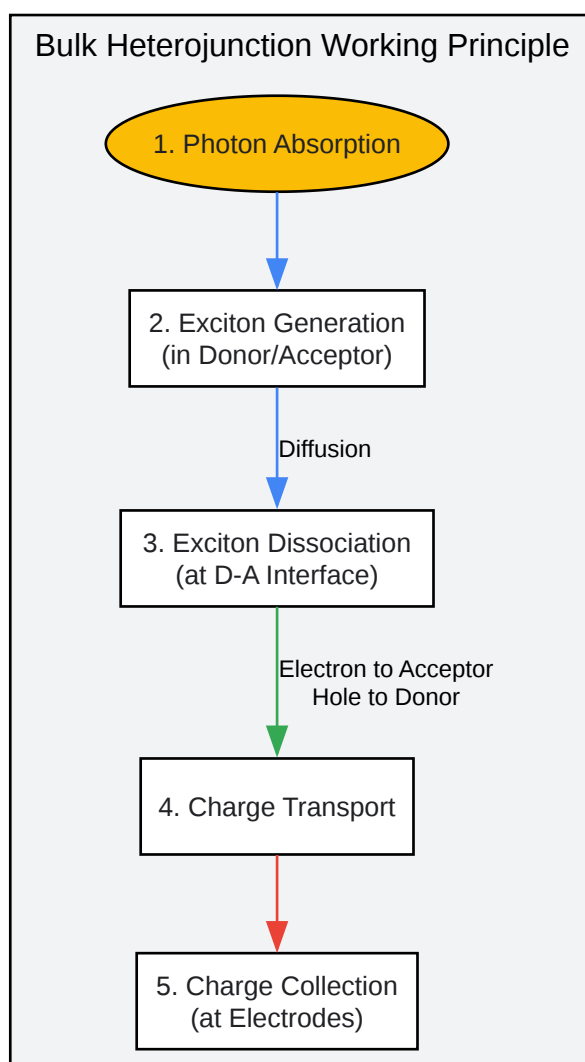 Bulk Heterojunction Working Principle
1. Photon Absorption
2. Exciton Generation
(in Donor/Acceptor)
Diffusion
3. Exciton Dissociation
(at D-A Interface)
Electron to Acceptor
Hole to Donor
4. Charge Transport
5. Charge Collection
(at Electrodes)